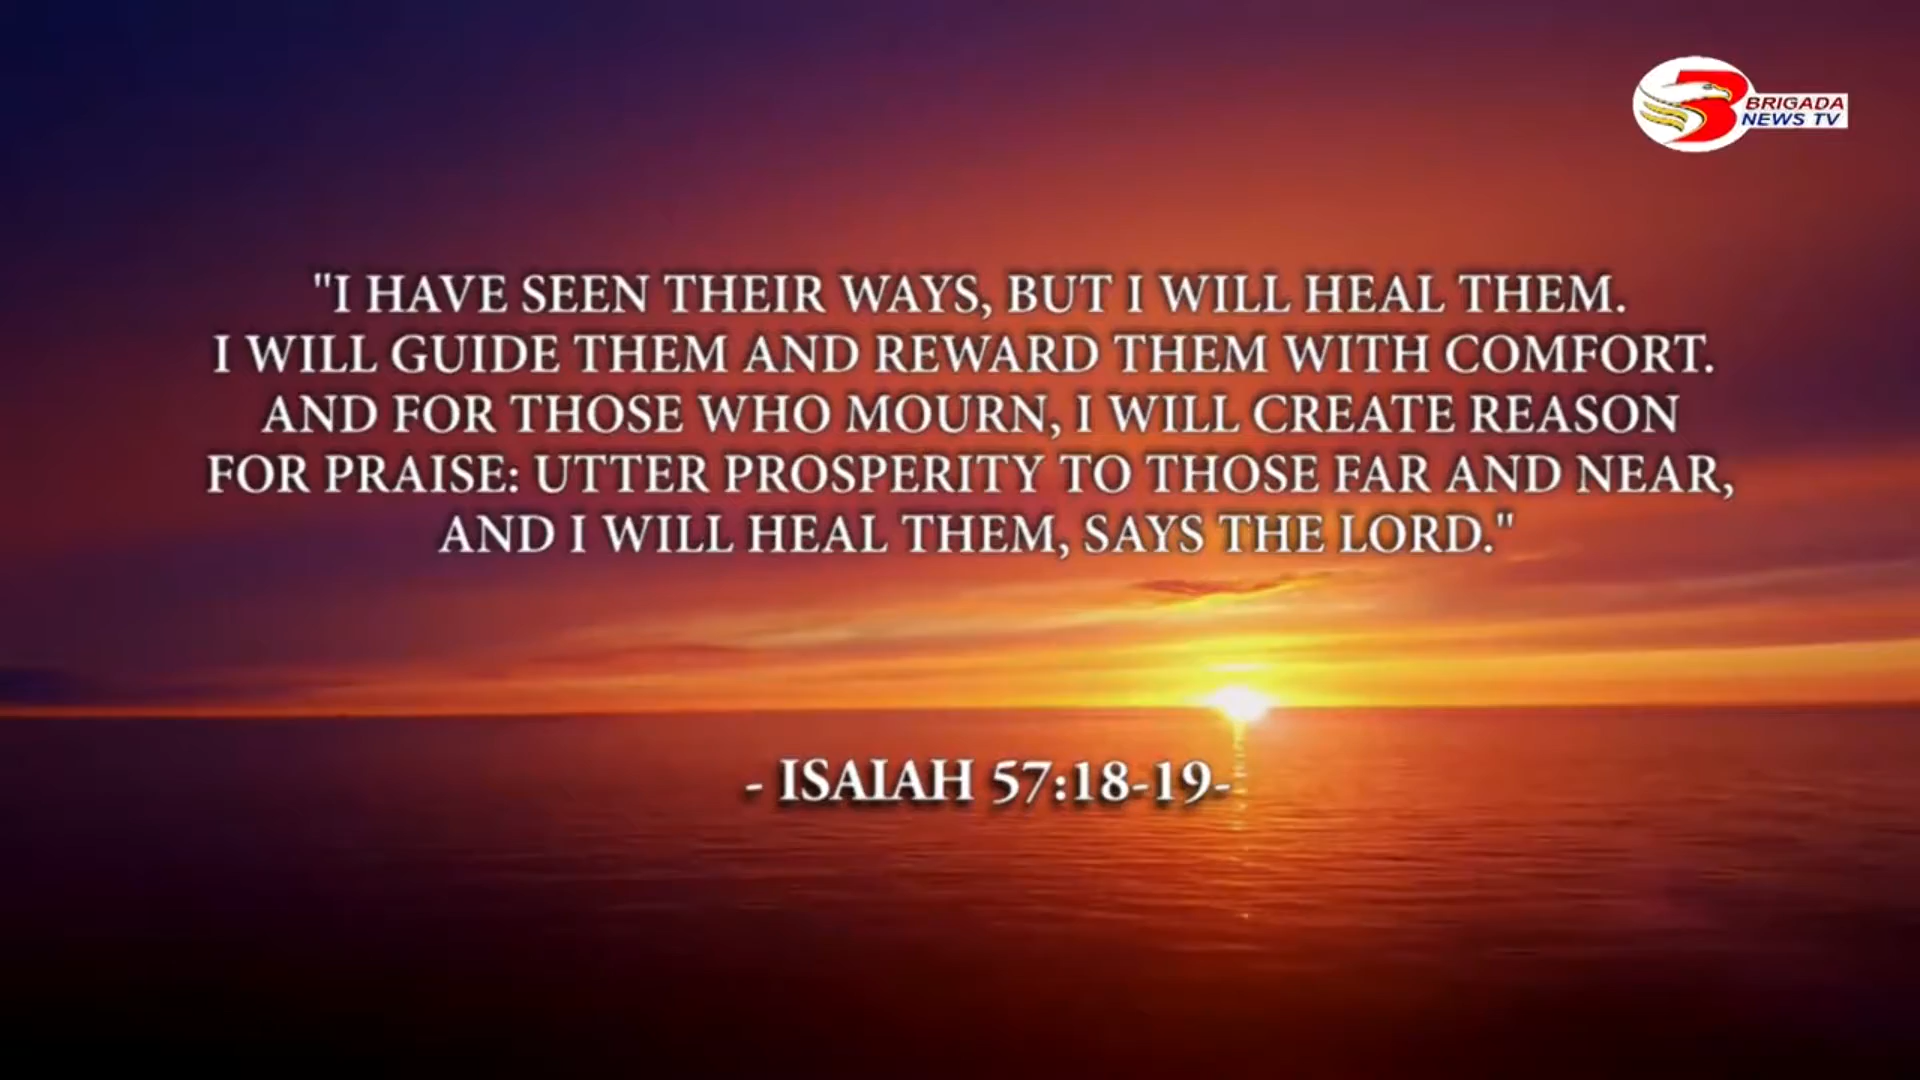 BRIGADA
NEWS TV
"I HAVE SEEN THEIR WAYS, BUT I WILL HEAL THEM.
I WILL GUIDE THEM AND REWARD THEM WITH COMFORT.
AND FOR THOSE WHO MOURN, I WILL CREATE REASON
FOR PRAISE: UTTER PROSPERITY TO THOSE FAR AND NEAR,
AND I WILL HEAL THEM, SAYS THE LORD."
- ISAIAH 57:18-19-